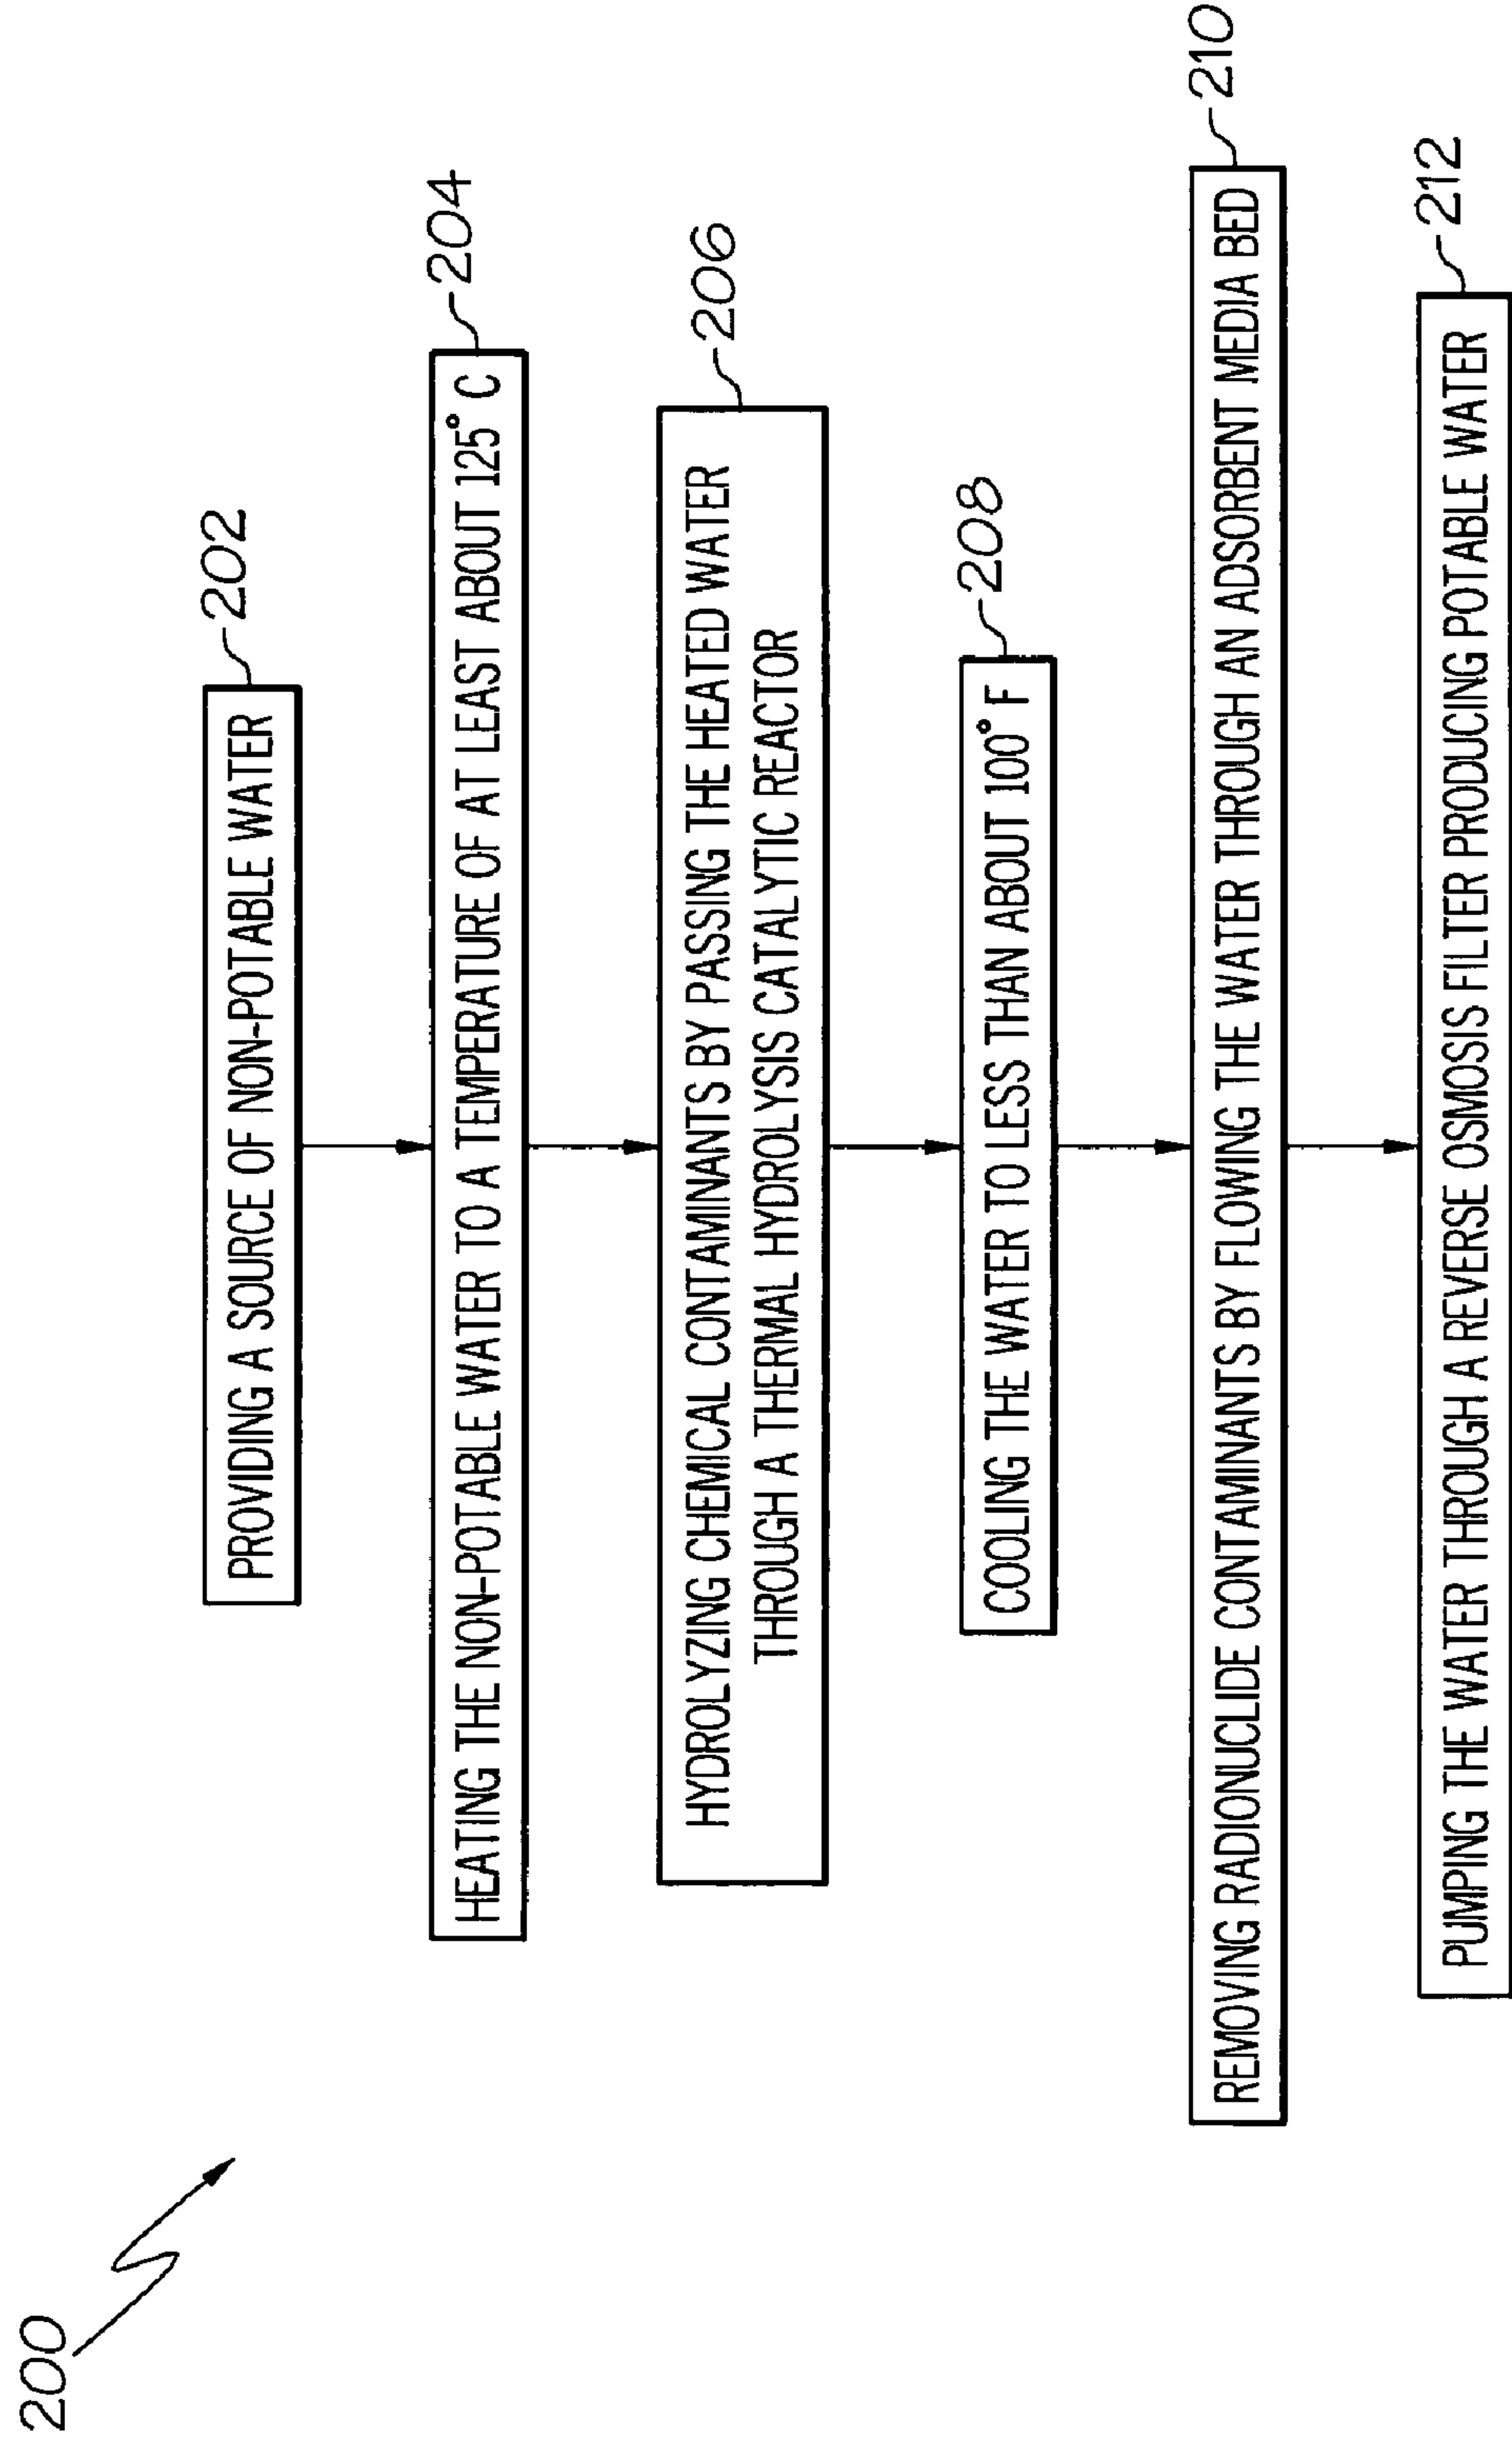 200
PROVIDING A SOURCE OF NON-POTABLE WATER
202
HEATING THE NON-POTABLE WATER TO A TEMPERATURE OF AT LEAST ABOUT 125° C
204
HYDROLYZING CHEMICAL CONTAMINANTS BY PASSING THE HEATED WATER
THROUGH A THERMAL HYDROLYSIS CATALYTIC REACTOR
206
COOLING THE WATER TO LESS THAN ABOUT 100° F
208
REMOVING RADIONUCLIDE CONTAMINANTS BY FLOWING THE WATER THROUGH AN ADSORBENT MEDIA BED
210
PUMPING THE WATER THROUGH A REVERSE OSMOSIS FILTER PRODUCING POTABLE WATER
212